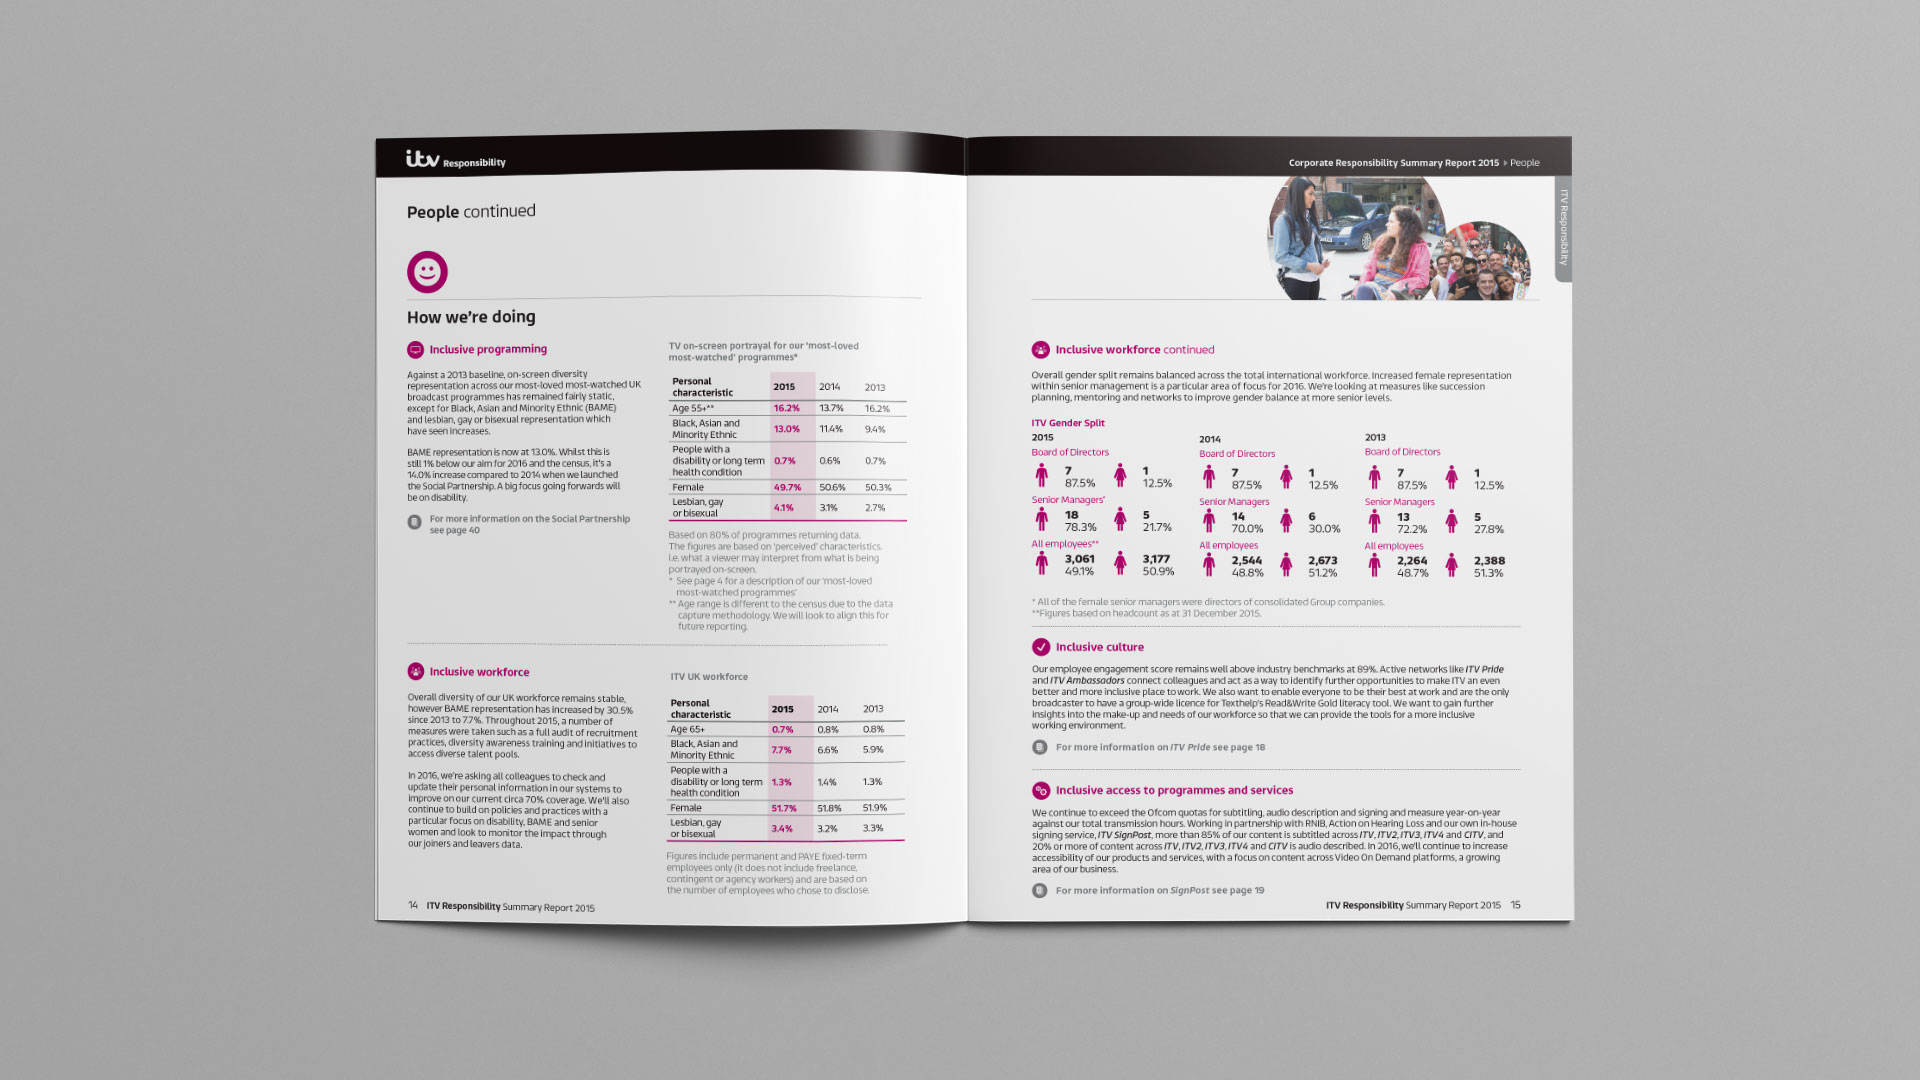 itv Responsibility
People continued
How we're doing
Inclusive programming
Against a 2013 baseline, on-screen diversity
representation across our most-loved most-watched UK
broadcast programmes has remained fairly static,
except for Black, Asian and Minority Ethnic (BAME)
and lesbian, gay or bisexual representation which
have seen increases.
BAME representation is now at 13.0%. Whilst this is
still 1% below our aim for 2016 and the census, it's a
14.0% increase compared to 2014 when we launched
the Social Partnership. A big focus going forwards will
be on disability.
For more information on the Social Partnership
see page 40
TV on-screen portrayal for our 'most-loved
most-watched' programmes*
Personal
characteristic 2015 2014 2013
Age 55+** 16.2% 13.7% 16.2%
Black, Asian and
Minority Ethnic 13.0% 11.4% 9.4%
People with a
disability or long term
health condition 0.7% 0.6% 0.7%
Female 49.7% 50.6% 50.3%
Lesbian, gay
or bisexual 4.1% 3.1% 2.7%
Based on 80% of programmes returning data.
The figures are based on 'perceived' characteristics.
i.e. what a viewer may interpret from what is being
portrayed on-screen.
* See page 4 for a description of our 'most-loved
most-watched programmes'
** Age range is different to the census due to the data
capture methodology. We will look to align this for
future reporting.
Inclusive workforce
Overall diversity of our UK workforce remains stable,
however BAME representation has increased by 30.5%
since 2013 to 7.7%. Throughout 2015, a number of
measures were taken such as a full audit of recruitment
practices, diversity awareness training and initiatives to
access diverse talent pools.
In 2016, we're asking all colleagues to check and
update their personal information in our systems to
improve on our current circa 70% coverage. We'll also
continue to build on policies and practices with a
particular focus on disability, BAME and senior
women and look to monitor the impact through
our joiners and leavers data.
ITV UK workforce
Personal
characteristic 2015 2014 2013
Age 65+ 0.7% 0.8% 0.8%
Black, Asian and
Minority Ethnic 7.7% 6.6% 5.9%
People with a
disability or long term
health condition 1.3% 1.4% 1.3%
Female 51.7% 51.8% 51.9%
Lesbian, gay
or bisexual 3.4% 3.2% 3.3%
Figures include permanent and PAYE fixed-term
employees only (it does not include freelance,
contingent or agency workers) and are based on
the number of employees who chose to disclose.
14 ITV Responsibility Summary Report 2015
Corporate Responsibility Summary Report 2015 People
ITV Responsibility
Inclusive workforce continued
Overall gender split remains balanced across the total international workforce. Increased female representation
within senior management is a particular area of focus for 2016. We're looking at measures like succession
planning, mentoring and networks to improve gender balance at more senior levels.
ITV Gender Split
2015
Board of Directors
7 1
87.5% 12.5%
Senior Managers*
18 5
78.3% 21.7%
All employees**
3,061 3,177
49.1% 50.9%
2014
Board of Directors
7 1
87.5% 12.5%
Senior Managers
14 6
70.0% 30.0%
All employees
2,544 2,673
48.8% 51.2%
2013
Board of Directors
7 1
87.5% 12.5%
Senior Managers
13 5
72.2% 27.8%
All employees
2,264 2,388
48.7% 51.3%
* All of the female senior managers were directors of consolidated Group companies.
**Figures based on headcount as at 31 December 2015.
Inclusive culture
Our employee engagement score remains well above industry benchmarks at 89%. Active networks like ITV Pride
and ITV Ambassadors connect colleagues and act as a way to identify further opportunities to make ITV an even
better and more inclusive place to work. We also want to enable everyone to be their best at work and are the only
broadcaster to have a group-wide licence for Texthelp's Read&Write Gold literacy tool. We want to gain further
insights into the make-up and needs of our workforce so that we can provide the tools for a more inclusive
working environment.
For more information on ITV Pride see page 18
Inclusive access to programmes and services
We continue to exceed the Ofcom quotas for subtitling, audio description and signing and measure year-on-year
against our total transmission hours. Working in partnership with RNIB, Action on Hearing Loss and our own in-house
signing service, ITV SignPost, more than 85% of our content is subtitled across ITV, ITV2, ITV3, ITV4 and CITV, and
20% or more of content across ITV, ITV2, ITV3, ITV4 and CITV is audio described. In 2016, we'll continue to increase
accessibility of our products and services, with a focus on content across Video On Demand platforms, a growing
area of our business.
For more information on SignPost see page 19
ITV Responsibility Summary Report 2015 15